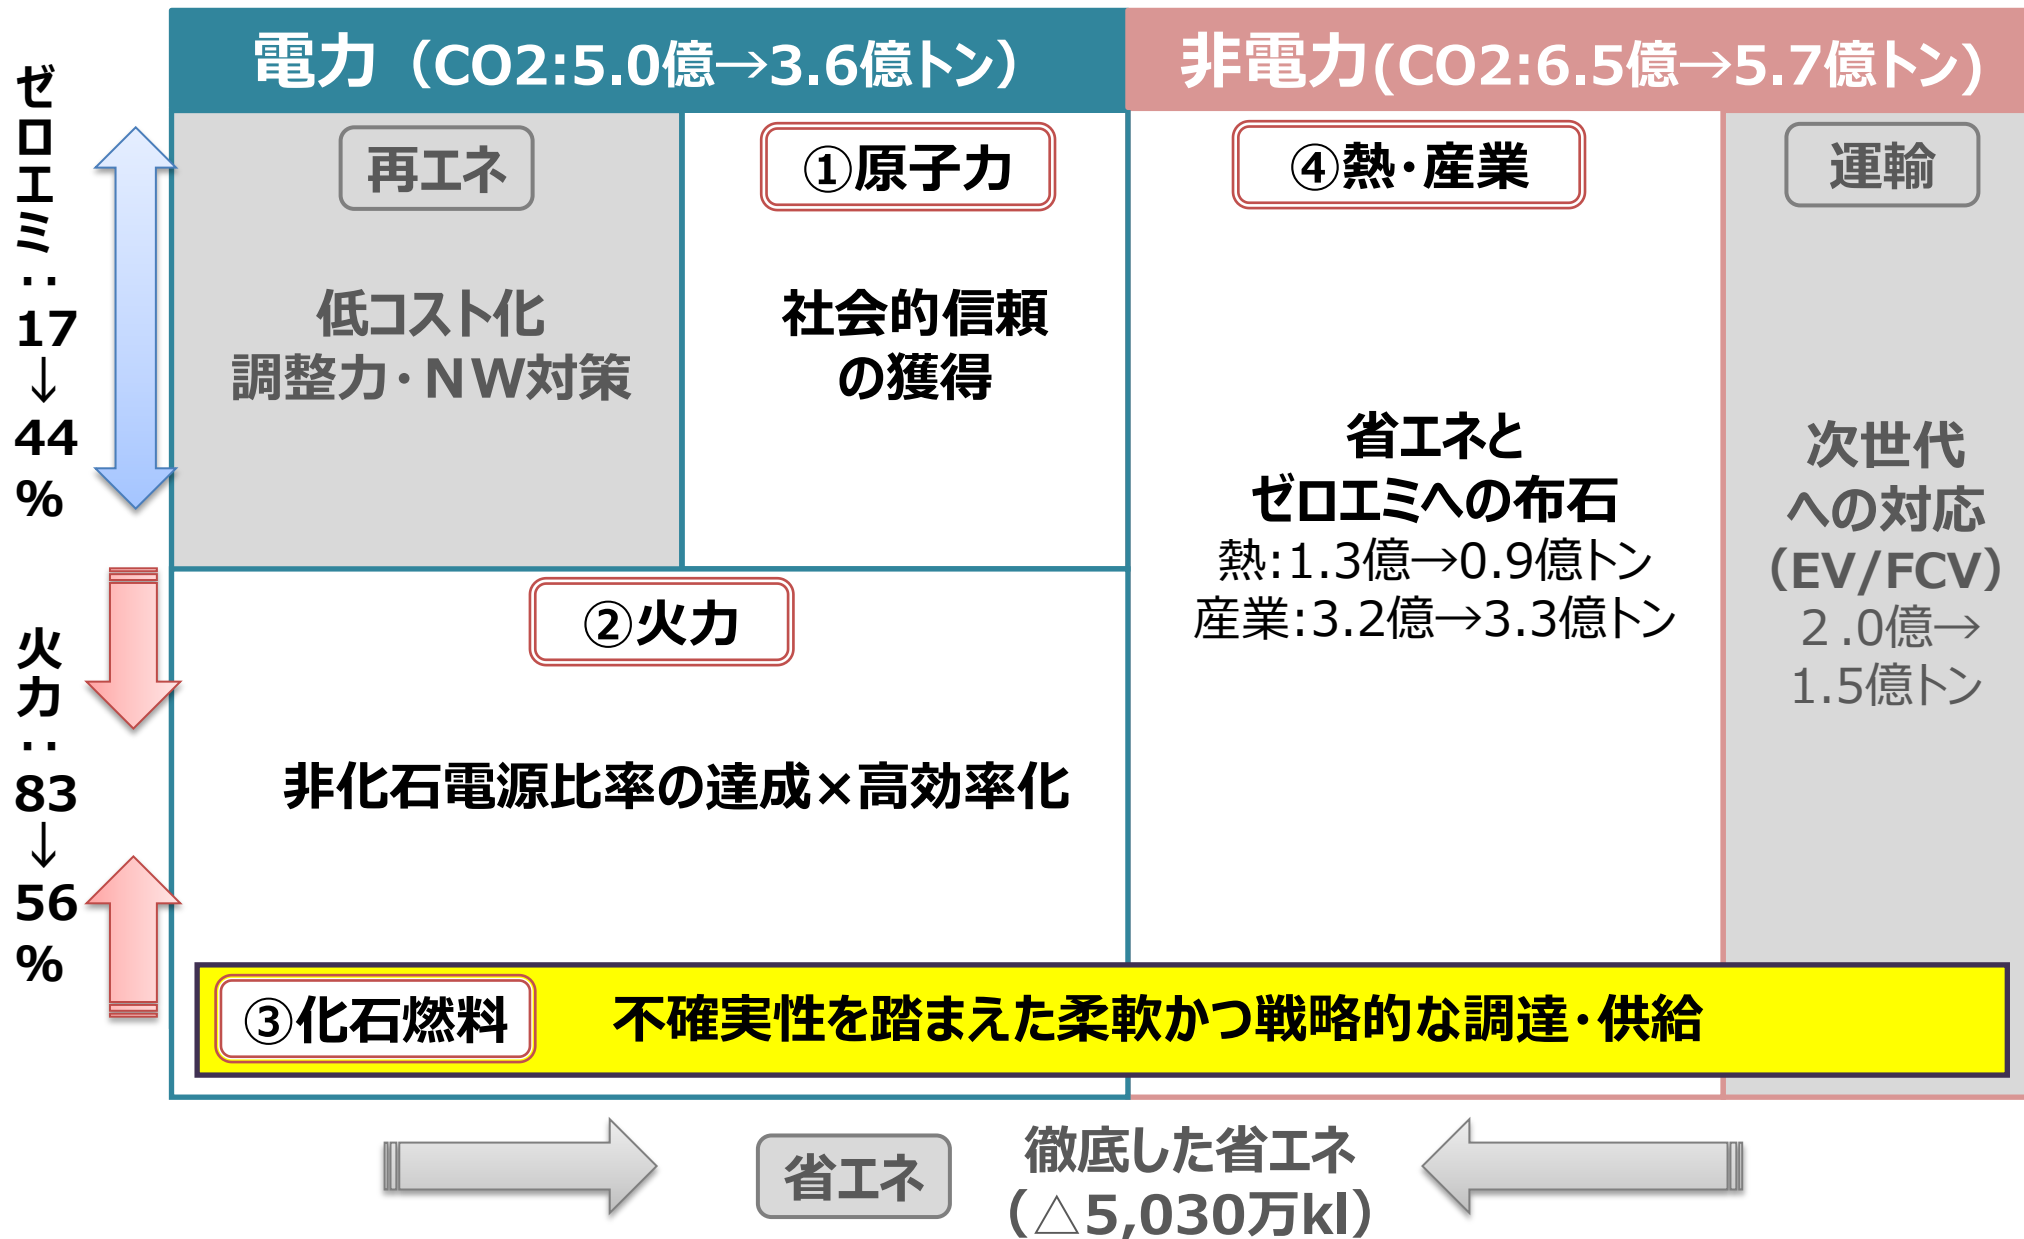 電力（CO2:5.0億→3.6億トン）
非電力(CO2:6.5億→5.7億トン)
ゼロエミ：17→44%
再エネ
低コスト化
調整力・NW対策
①原子力
社会的信頼
の獲得
④熱・産業
省エネと
ゼロエミへの布石
熱:1.3億→0.9億トン
産業:3.2億→3.3億トン
運輸
次世代
への対応
（EV/FCV）
２.0億→
1.5億トン
火力：83→56%
②火力
非化石電源比率の達成×高効率化
③化石燃料
不確実性を踏まえた柔軟かつ戦略的な調達・供給
省エネ
徹底した省エネ
（△5,030万kl）